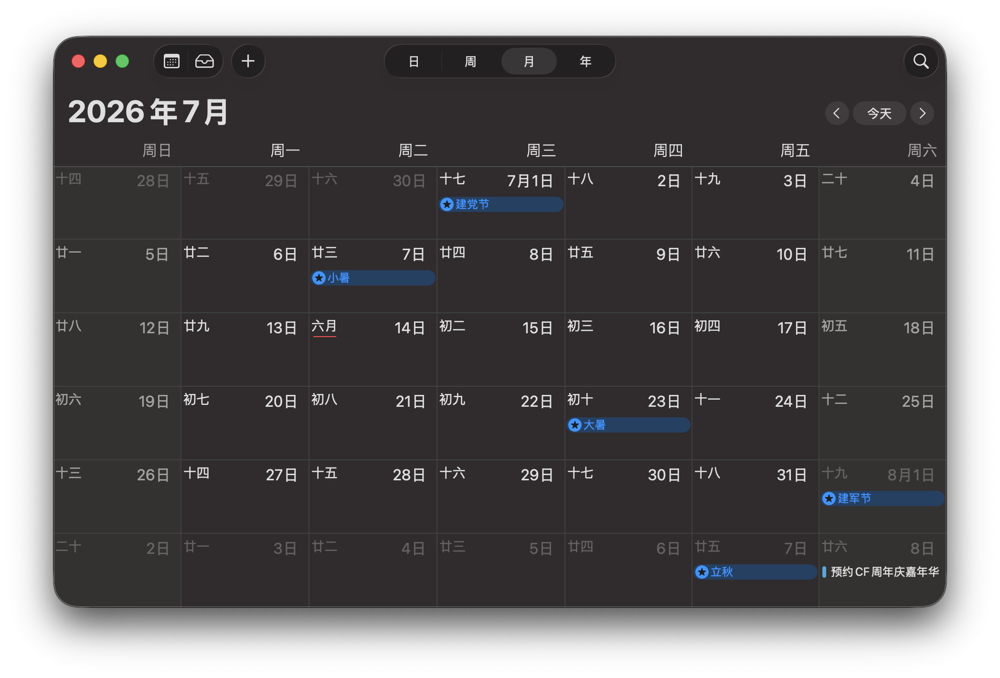 日 周 月 年
2026年7月
今天
周日 周一 周二 周三 周四 周五 周六
十四 28日 十五 29日 十六 30日 十七 7月1日 十八 2日 十九 3日 二十 4日
建党节
廿一 5日 廿二 6日 廿三 7日 廿四 8日 廿五 9日 廿六 10日 廿七 11日
小暑
廿八 12日 廿九 13日 六月 14日 初二 15日 初三 16日 初四 17日 初五 18日
初六 19日 初七 20日 初八 21日 初九 22日 初十 23日 十一 24日 十二 25日
大暑
十三 26日 十四 27日 十五 28日 十六 29日 十七 30日 十八 31日 十九 8月1日
建军节
二十 2日 廿一 3日 廿二 4日 廿三 5日 廿四 6日 廿五 7日 廿六 8日
立秋 预约CF周年庆嘉年华